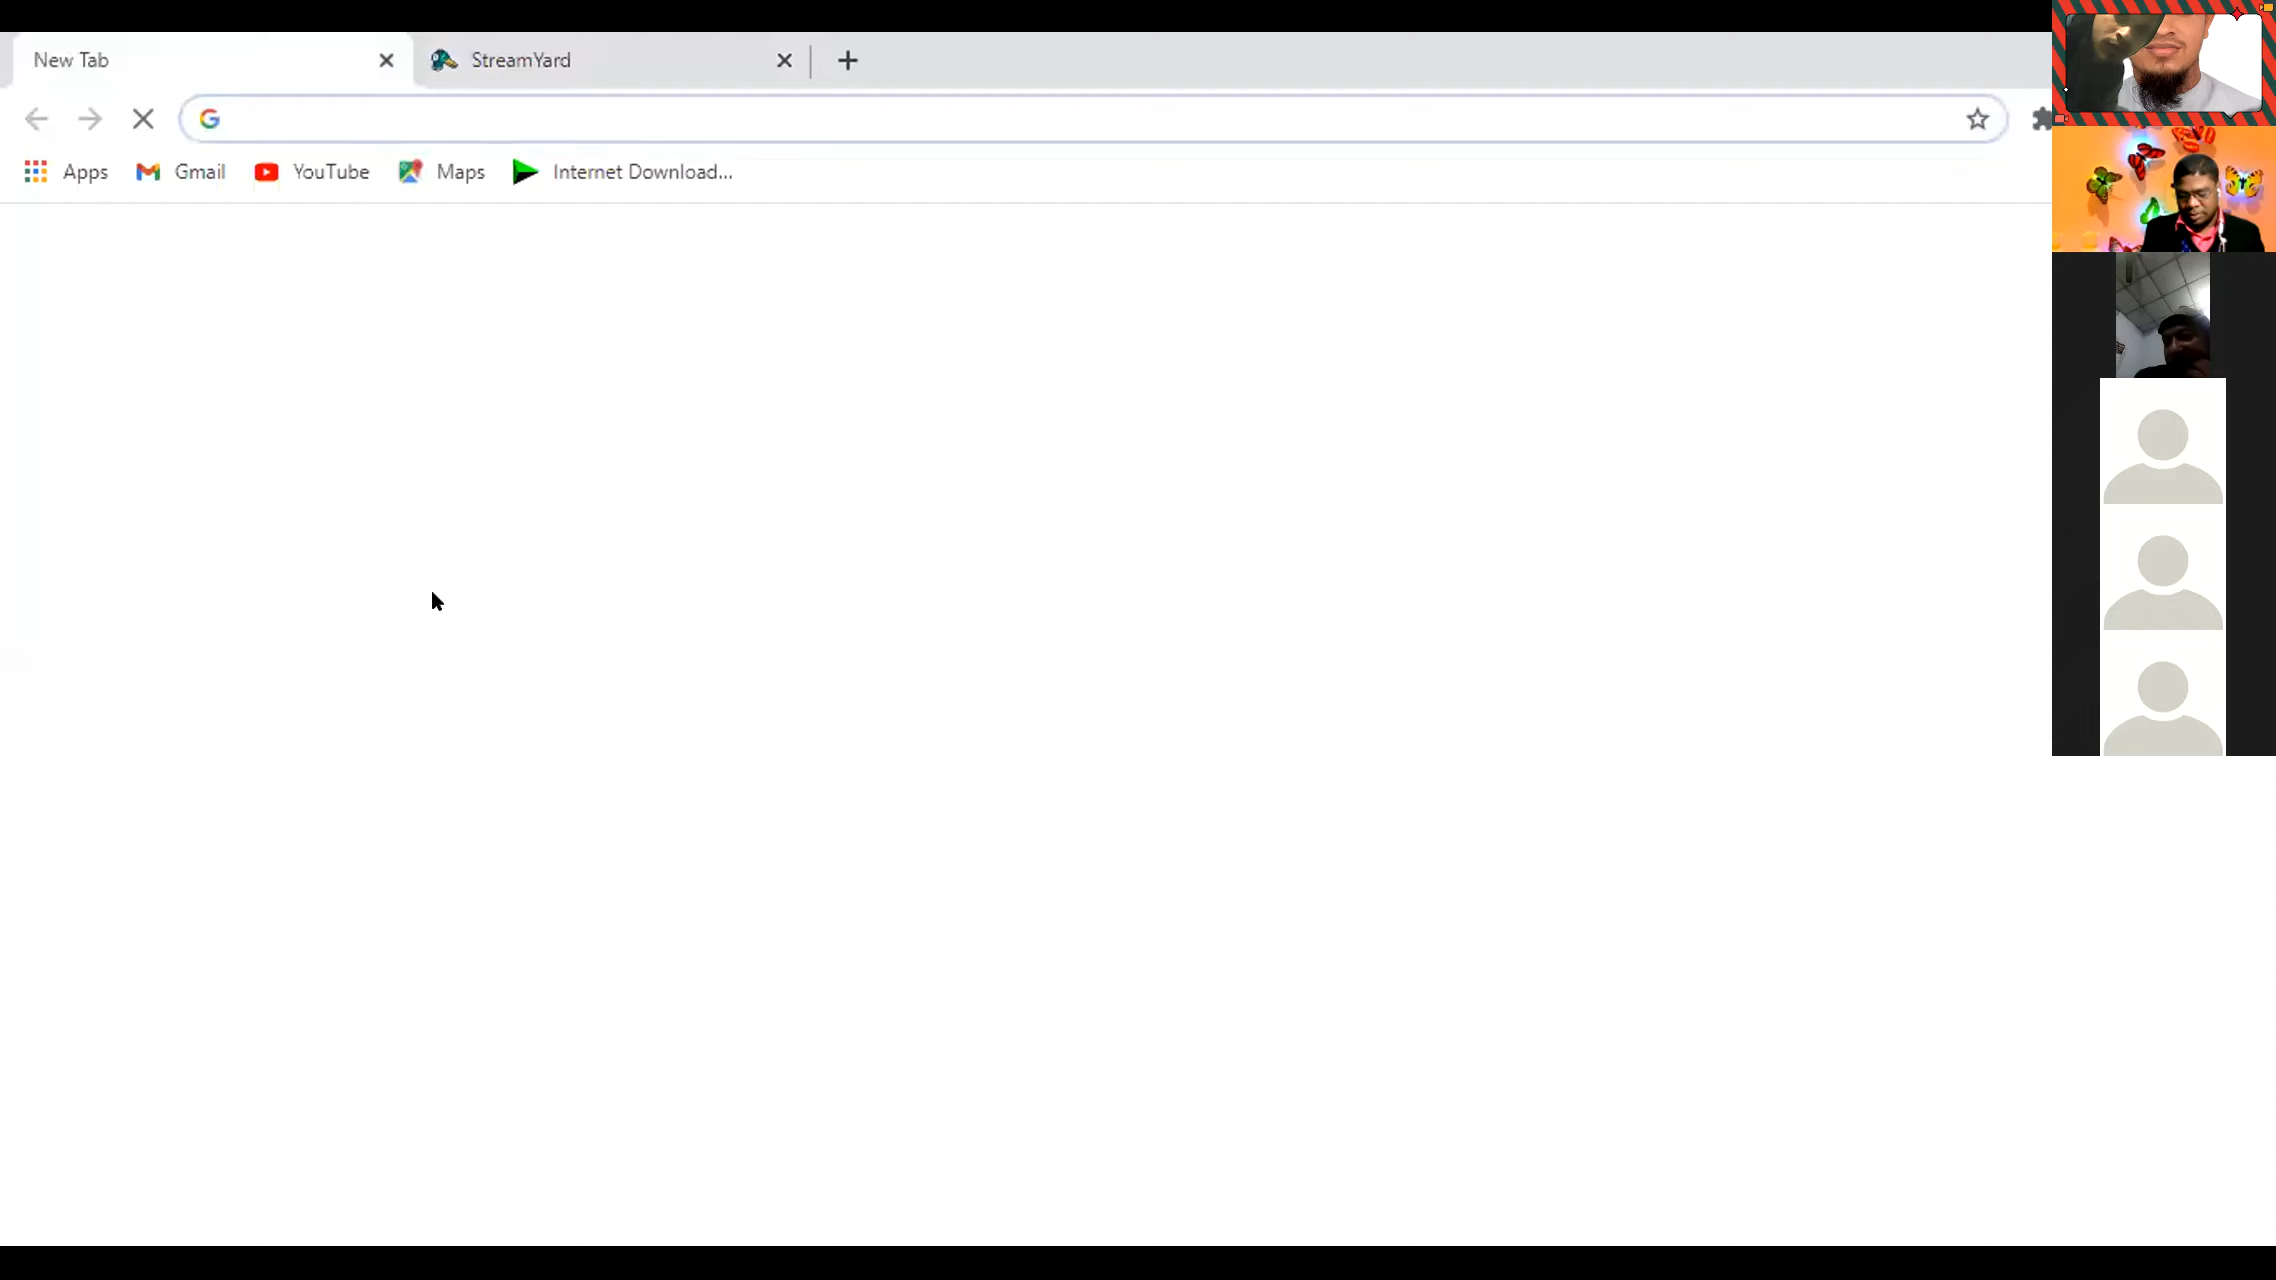 New Tab
StreamYard
Apps
Gmail
YouTube
Maps
Internet Download...